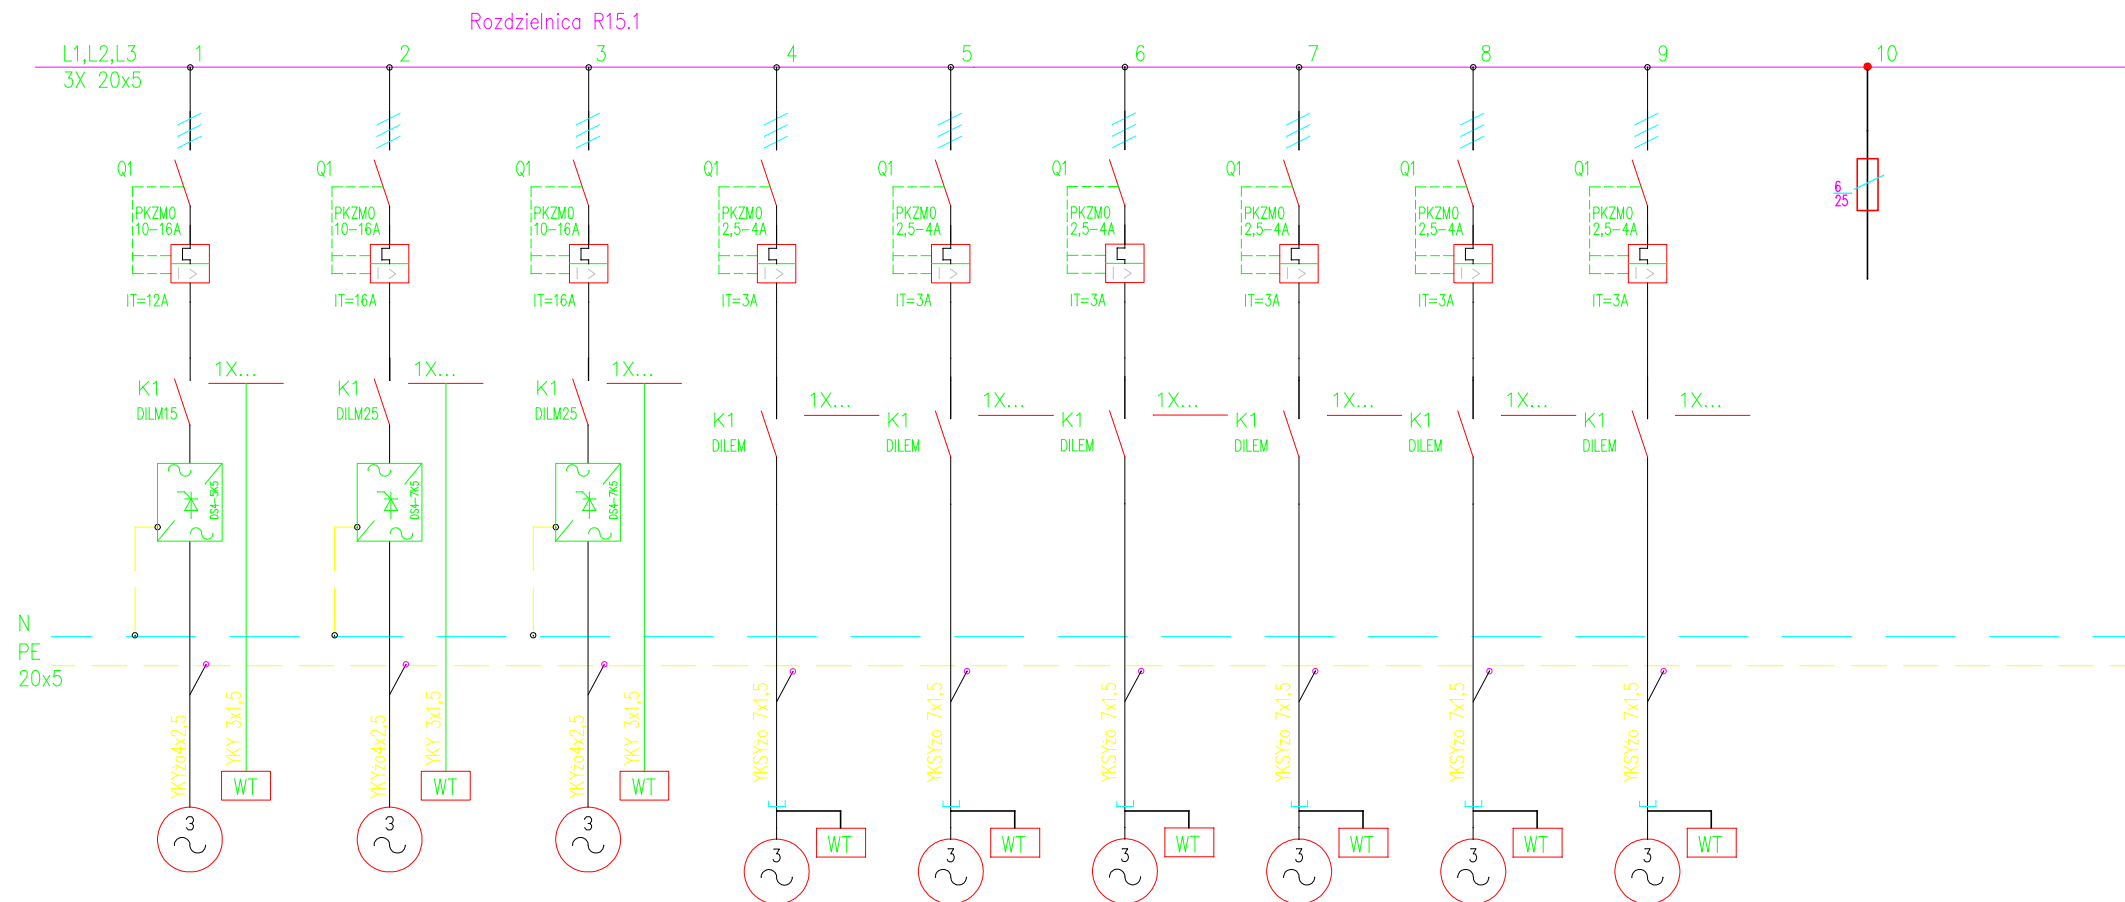 Rozdzielnica R15.1
L1,L2,L3
3X 20x5
1 2 3 4 5 6 7 8 9 10
Q1 Q1 Q1 Q1 Q1 Q1 Q1 Q1 Q1
6
25
PKZM0 PKZM0 PKZM0 PKZM0 PKZM0 PKZM0 PKZM0 PKZM0 PKZM0
10-16A 10-16A 10-16A 2,5-4A 2,5-4A 2,5-4A 2,5-4A 2,5-4A 2,5-4A
I> I> I> I> I> I> I> I> I>
IT=12A IT=16A IT=16A IT=3A IT=3A IT=3A IT=3A IT=3A IT=3A
1X... 1X... 1X...
K1 K1 K1
DILM15 DILM25 DILM25
1X... 1X... 1X... 1X... 1X... 1X...
K1 K1 K1 K1 K1 K1
DILEM DILEM DILEM DILEM DILEM DILEM
DS4-5K5 DS4-7K5 DS4-7K5
N
PE
20x5
YKYżo4x2,5 YKY 3x1,5 YKYżo4x2,5 YKY 3x1,5 YKYżo4x2,5 YKY 3x1,5
YKSYżo 7x1,5 YKSYżo 7x1,5 YKSYżo 7x1,5 YKSYżo 7x1,5 YKSYżo 7x1,5 YKSYżo 7x1,5
WT WT WT
3 3 3
WT WT WT WT WT WT
3 3 3 3 3 3